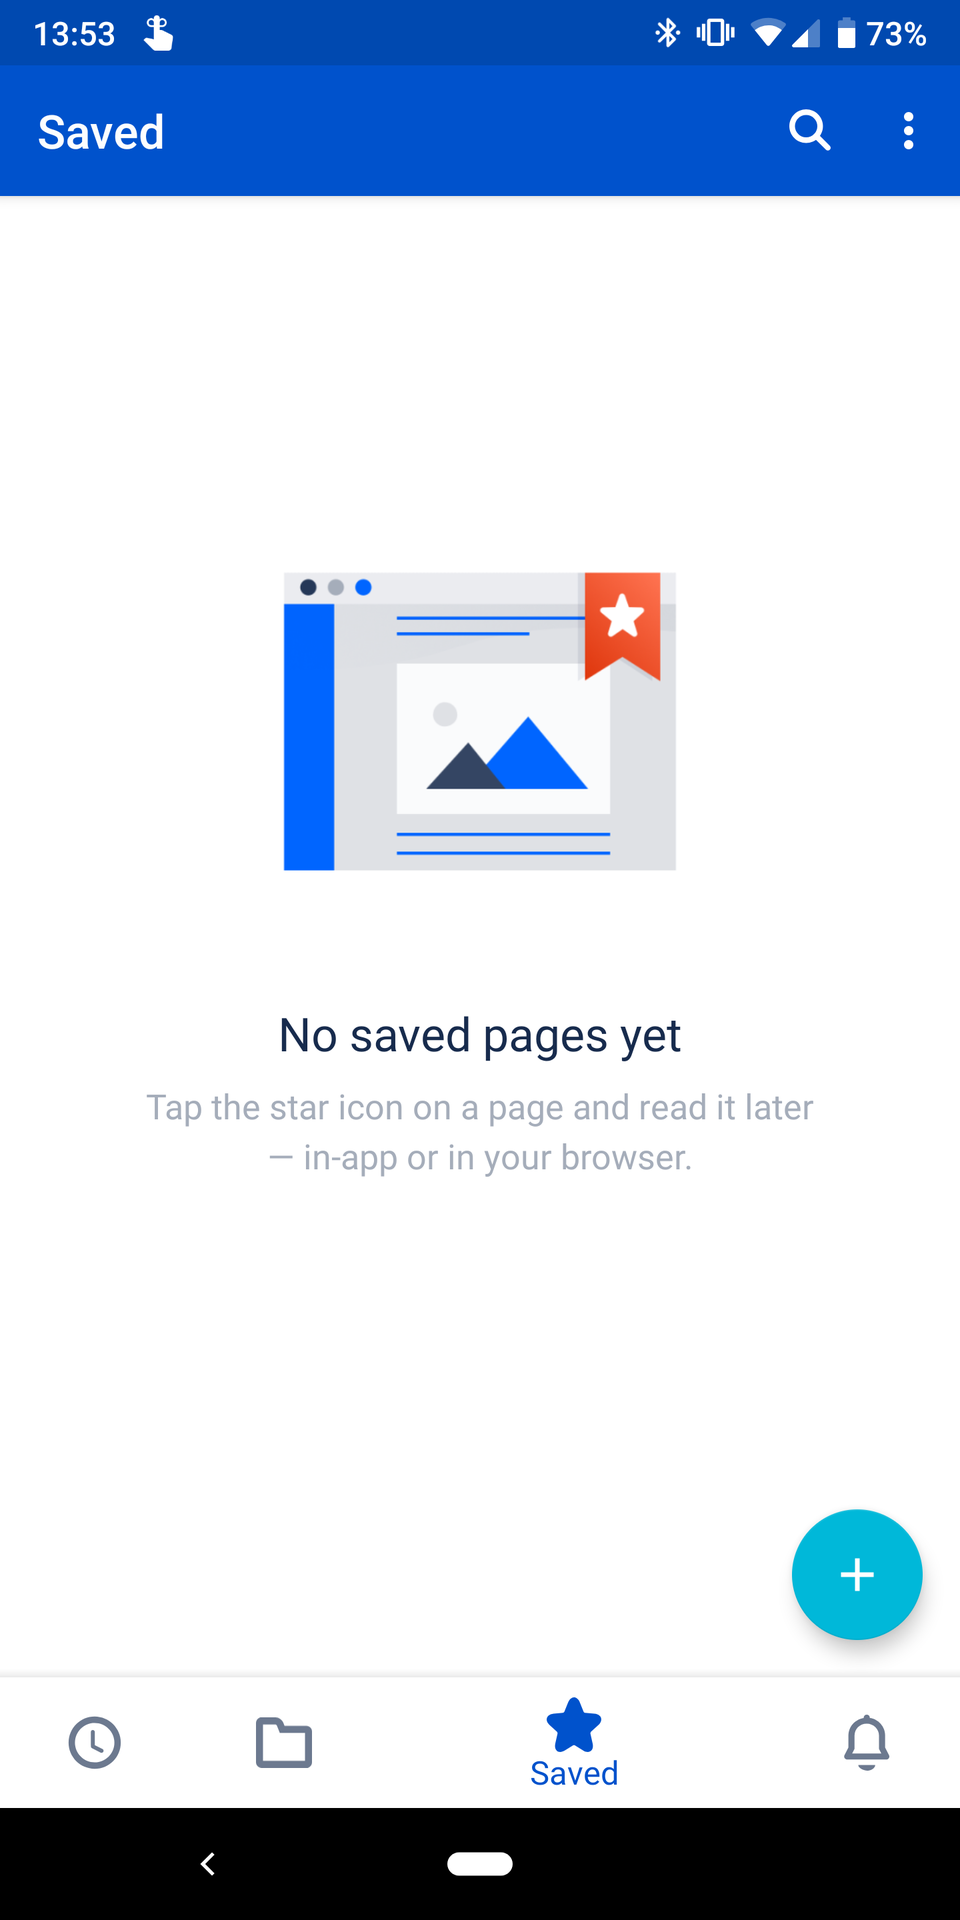 13:53
73%
Saved
No saved pages yet
Tap the star icon on a page and read it later
— in-app or in your browser.
Saved